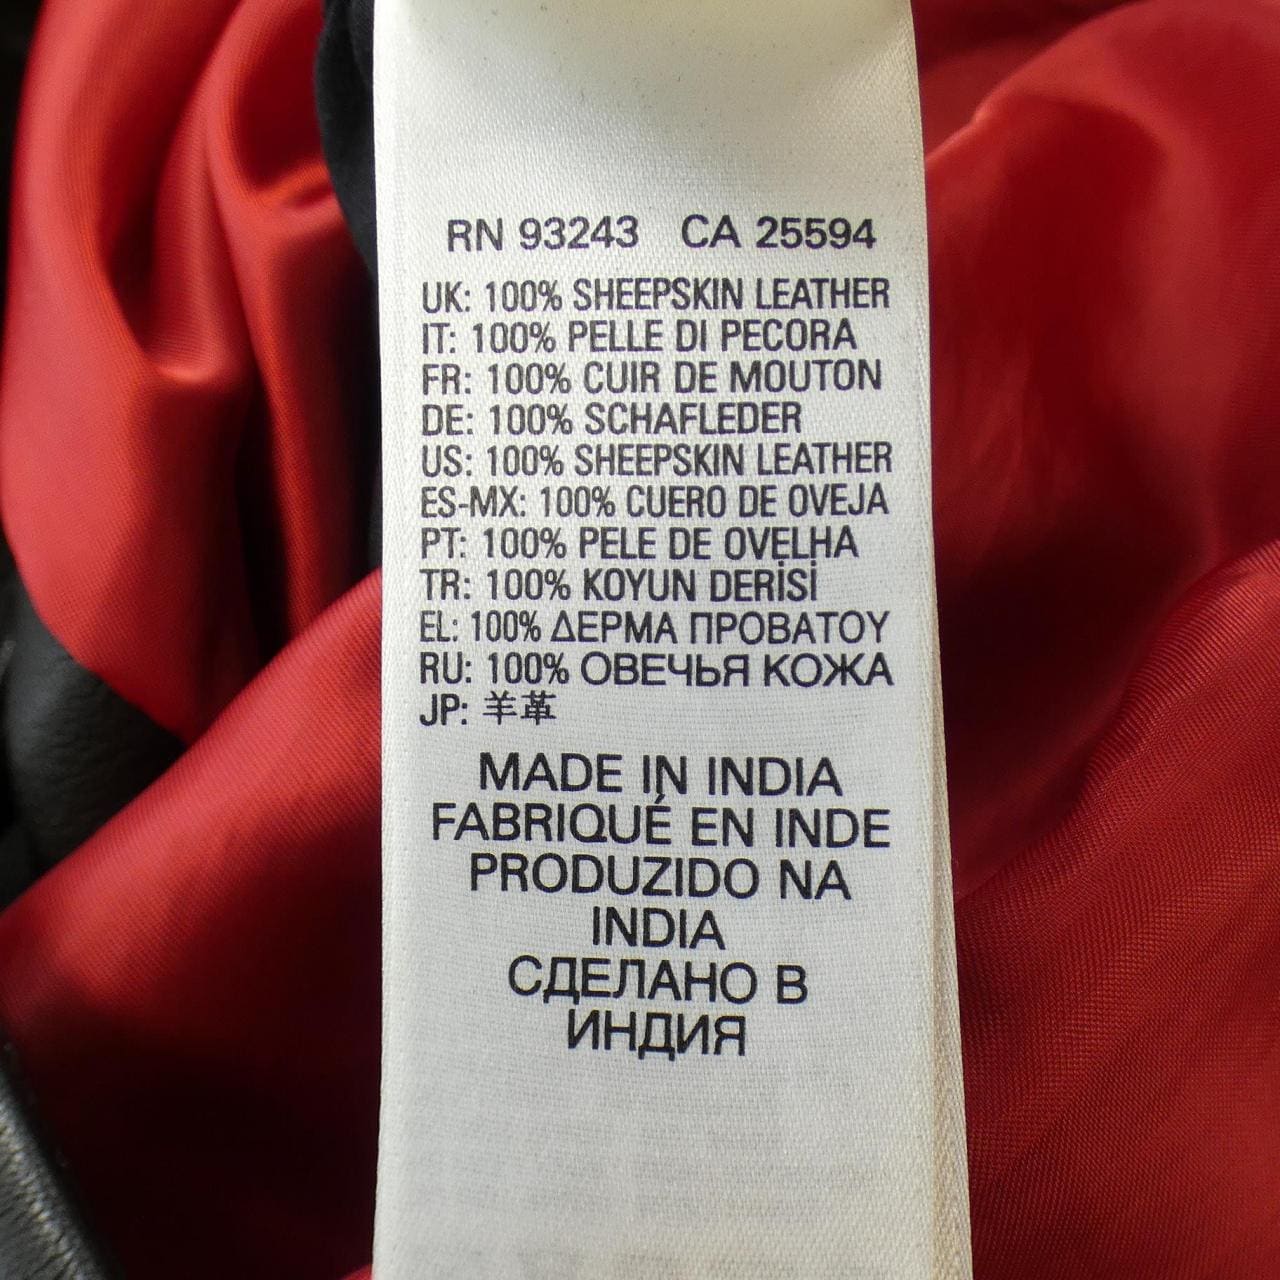 RN 93243 CA 25594
UK: 100% SHEEPSKIN LEATHER
IT: 100% PELLE DI PECORA
FR: 100% CUIR DE MOUTON
DE: 100% SCHAFLEDER
US: 100% SHEEPSKIN LEATHER
ES-MX: 100% CUERO DE OVEJA
PT: 100% PELE DE OVELHA
TR: 100% KOYUN DERİSİ
EL: 100% ΔΕΡΜΑ ΠΡΟΒΑΤΟΥ
RU: 100% ОВЕЧЬЯ КОЖА
JP: 羊革
MADE IN INDIA
FABRIQUÉ EN INDE
PRODUZIDO NA
INDIA
СДЕЛАНО В
ИНДИЯ